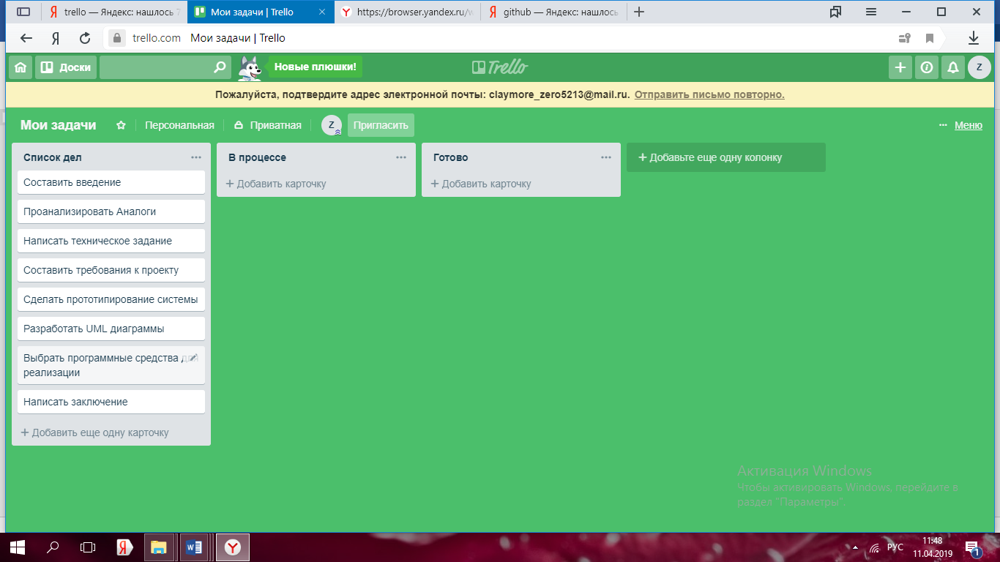 trello — Яндекс: нашлось 7
Мои задачи | Trello
https://browser.yandex.ru/w
github — Яндекс: нашлось
trello.com Мои задачи | Trello
Доски
Новые плюшки!
Trello
Z
Пожалуйста, подтвердите адрес электронной почты: claymore_zero5213@mail.ru. Отправить письмо повторно.
Мои задачи
Персональная
Приватная
Z
Пригласить
Меню
Список дел
Составить введение
Проанализировать Аналоги
Написать техническое задание
Составить требования к проекту
Сделать прототипирование системы
Разработать UML диаграммы
Выбрать программные средства для
реализации
Написать заключение
+ Добавить еще одну карточку
В процессе
+ Добавить карточку
Готово
+ Добавить карточку
+ Добавьте еще одну колонку
Активация Windows
Чтобы активировать Windows, перейдите в
раздел "Параметры".
РУС
11:48
11.04.2019
1